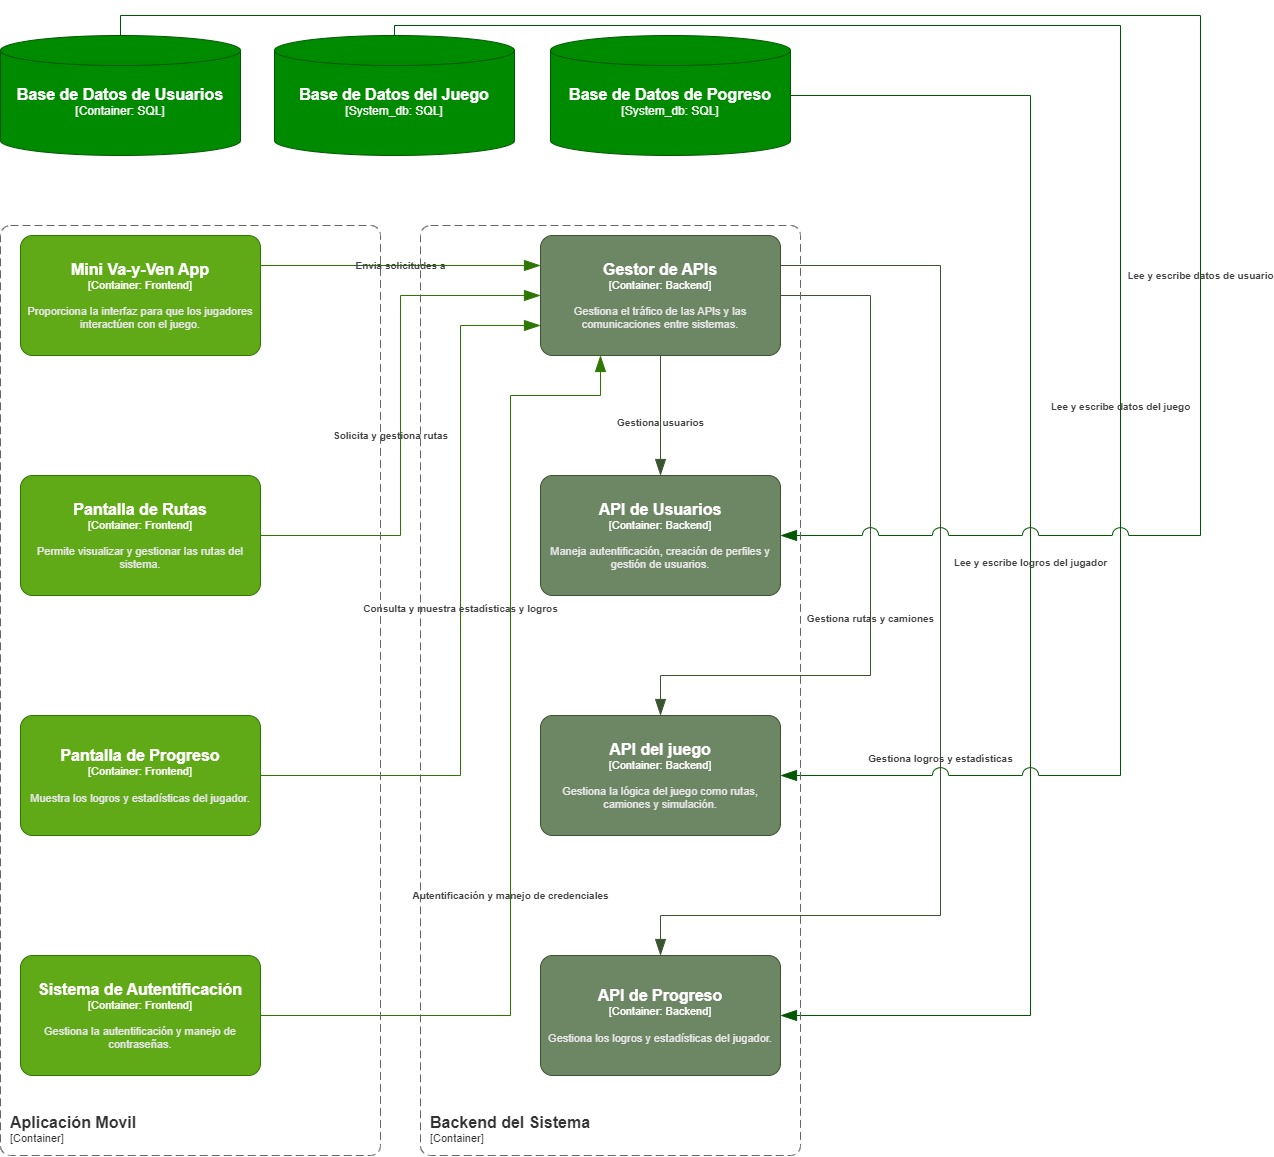 Base de Datos de Usuarios
[Container: SQL]
Base de Datos del Juego
[System_db: SQL]
Base de Datos de Pogreso
[System_db: SQL]
Mini Va-y-Ven App
[Container: Frontend]
Proporciona la interfaz para que los jugadores
interactúen con el juego.
Envia solicitudes a
Gestor de APIs
[Container: Backend]
Gestiona el tráfico de las APIs y las
comunicaciones entre sistemas.
Lee y escribe datos de usuario
Lee y escribe datos del juego
Gestiona usuarios
Solicita y gestiona rutas
Pantalla de Rutas
[Container: Frontend]
Permite visualizar y gestionar las rutas del
sistema.
API de Usuarios
[Container: Backend]
Maneja autentificación, creación de perfiles y
gestión de usuarios.
Lee y escribe logros del jugador
Consulta y muestra estadísticas y logros
Gestiona rutas y camiones
Pantalla de Progreso
[Container: Frontend]
Muestra los logros y estadísticas del jugador.
API del juego
[Container: Backend]
Gestiona la lógica del juego como rutas,
camiones y simulación.
Gestiona logros y estadísticas
Autentificación y manejo de credenciales
Sistema de Autentificación
[Container: Frontend]
Gestiona la autentificación y manejo de
contraseñas.
API de Progreso
[Container: Backend]
Gestiona los logros y estadísticas del jugador.
Aplicación Movil
[Container]
Backend del Sistema
[Container]